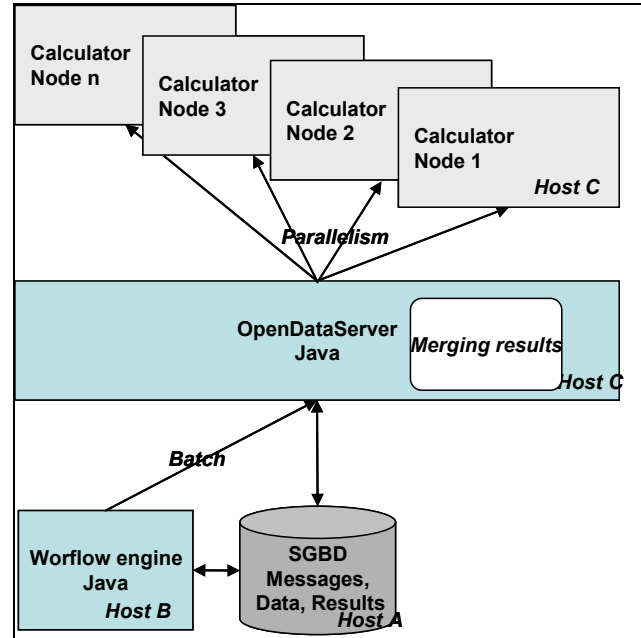 Calculator
Node n
Calculator
Node 3
Calculator
Node 2
Calculator
Node 1
Host C
Parallelism
OpenDataServer
Java
Merging results
Host C
Batch
Worflow engine
Java
Host B
SGBD
Messages,
Data, Results
Host A